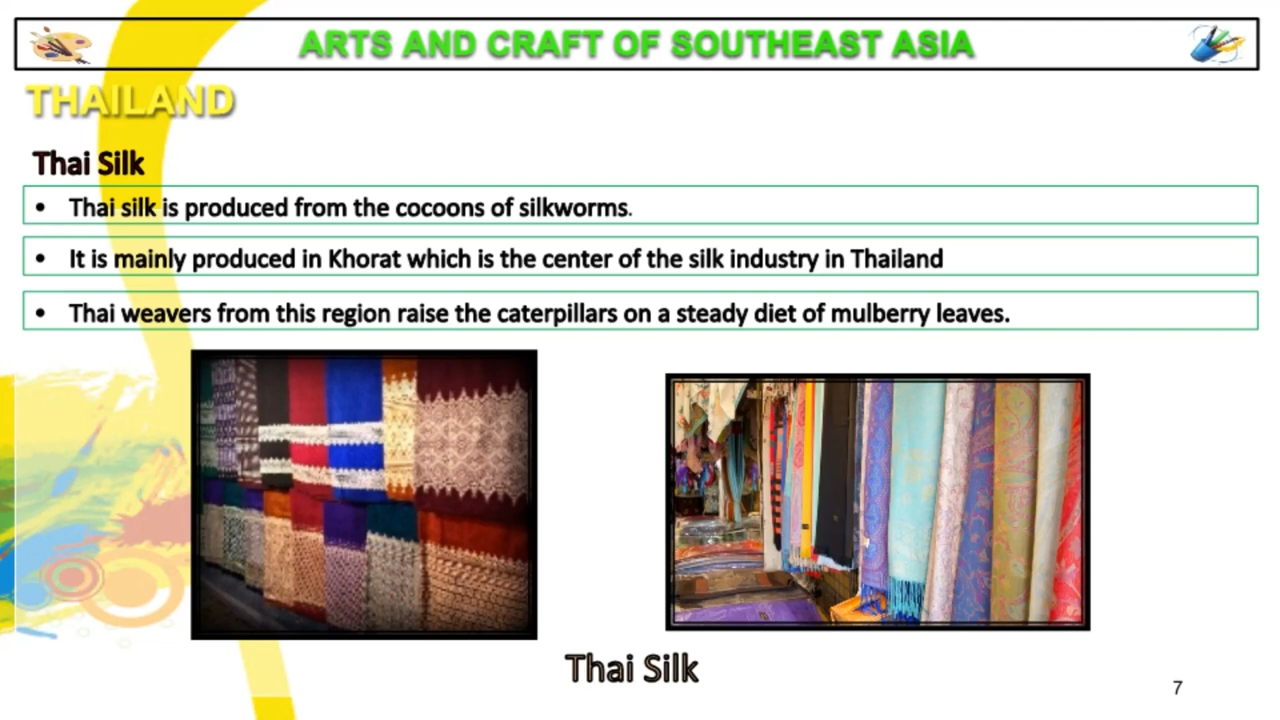 ARTS AND CRAFT OF SOUTHEAST ASIA
THAILAND
Thai Silk
• Thai silk is produced from the cocoons of silkworms.
• It is mainly produced in Khorat which is the center of the silk industry in Thailand
• Thai weavers from this region raise the caterpillars on a steady diet of mulberry leaves.
Thai Silk
7